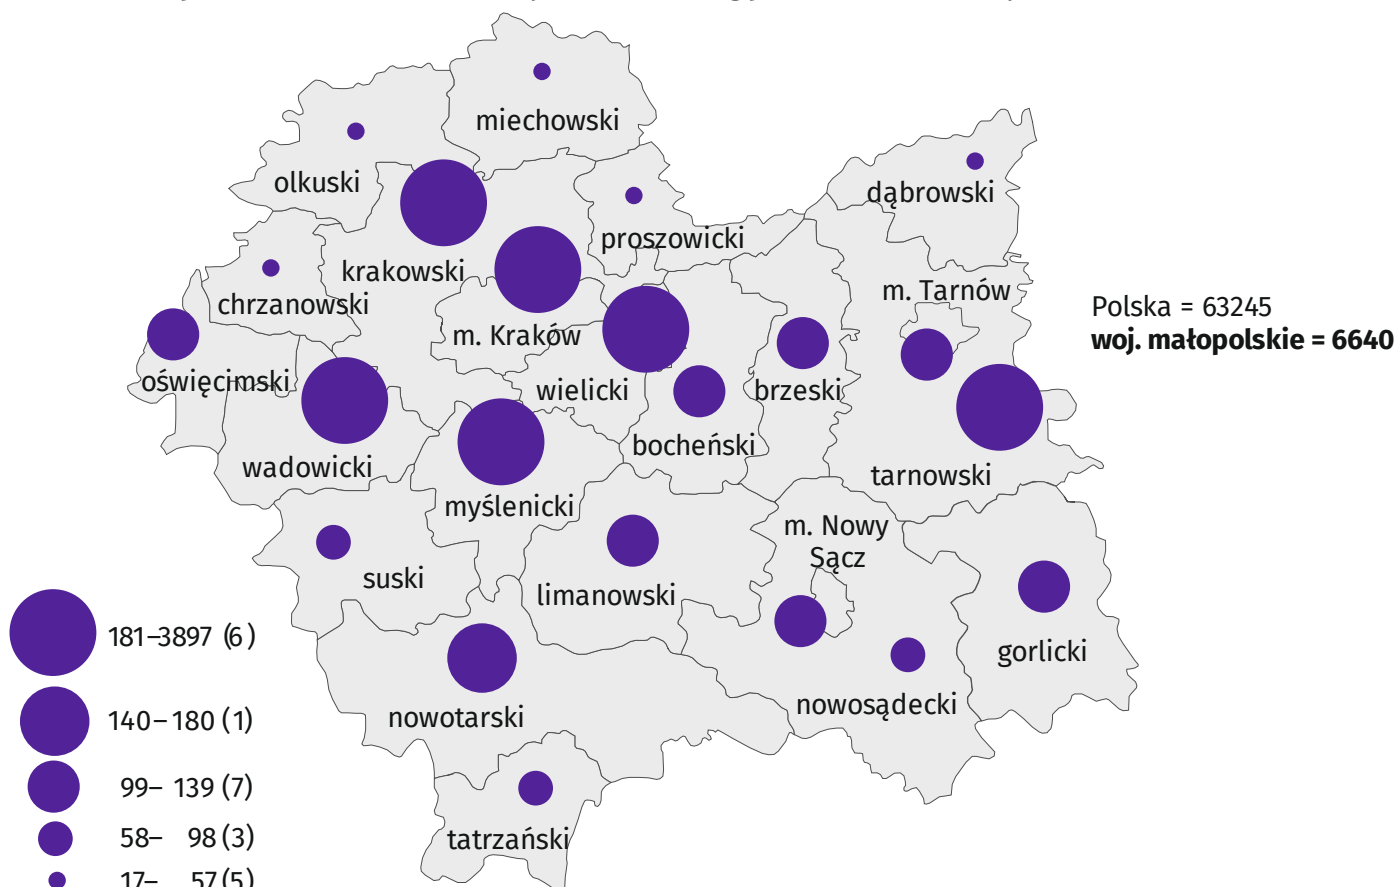 miechowski
olkuski
dąbrowski
proszowicki
krakowski
chrzanowski
m. Tarnów
Polska = 63245
woj. małopolskie = 6640
m. Kraków
oświęcimski
wielicki
brzeski
bocheński
wadowicki
tarnowski
myślenicki
m. Nowy
Sącz
suski
limanowski
181–3897 (6)
gorlicki
nowosądecki
nowotarski
140–180 (1)
99– 139 (7)
58– 98 (3)
tatrzański
17– 57 (5)